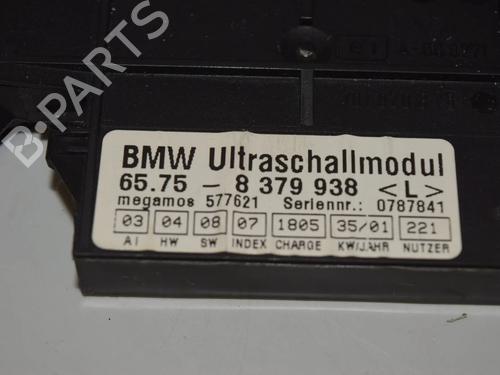 BMW Ultraschallmodul
65.75 - 8 379 938 <L>
megamos 577621 Seriennr.: 0787841
03 04 08 07 1805 35/01 221
AI HW SW INDEX CHARGE KW/JAHR NUTZER
B-PARTS